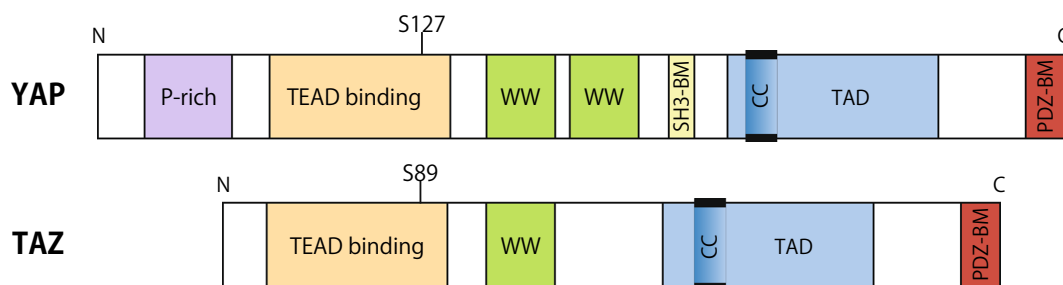 S127
N C
YAP P-rich TEAD binding WW WW SH3-BM CC TAD PDZ-BM
S89
N C
TAZ TEAD binding WW CC TAD PDZ-BM